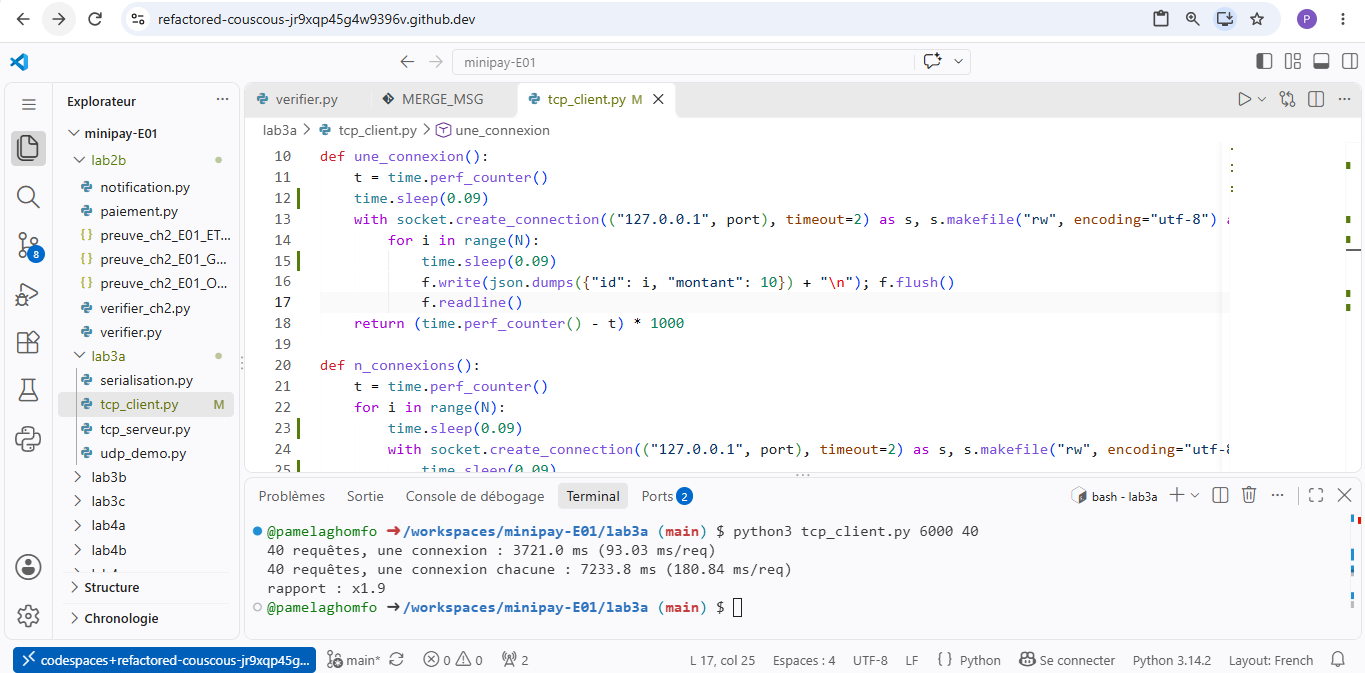 refactored-couscous-jr9xqp45g4w9396v.github.dev
P
minipay-E01
Explorateur
minipay-E01
lab2b
notification.py
paiement.py
preuve_ch2_E01_ET...
preuve_ch2_E01_G...
preuve_ch2_E01_O...
verifier_ch2.py
verifier.py
lab3a
serialisation.py
tcp_client.py M
tcp_serveur.py
udp_demo.py
lab3b
lab3c
lab4a
lab4b
Structure
Chronologie
8
verifier.py MERGE_MSG tcp_client.py M
lab3a > tcp_client.py > une_connexion
10 def une_connexion():
11 t = time.perf_counter()
12 time.sleep(0.09)
13 with socket.create_connection(("127.0.0.1", port), timeout=2) as s, s.makefile("rw", encoding="utf-8") a
14 for i in range(N):
15 time.sleep(0.09)
16 f.write(json.dumps({"id": i, "montant": 10}) + "\n"); f.flush()
17 f.readline()
18 return (time.perf_counter() - t) * 1000
19
20 def n_connexions():
21 t = time.perf_counter()
22 for i in range(N):
23 time.sleep(0.09)
24 with socket.create_connection(("127.0.0.1", port), timeout=2) as s, s.makefile("rw", encoding="utf-8
25 time.sleep(0.09)
Problèmes Sortie Console de débogage Terminal Ports 2 bash - lab3a
@pamelaghomfo ➜ /workspaces/minipay-E01/lab3a (main) $ python3 tcp_client.py 6000 40
40 requêtes, une connexion : 3721.0 ms (93.03 ms/req)
40 requêtes, une connexion chacune : 7233.8 ms (180.84 ms/req)
rapport : x1.9
@pamelaghomfo ➜ /workspaces/minipay-E01/lab3a (main) $
codespaces+refactored-couscous-jr9xqp45g... main* 0 0 2 L 17, col 25 Espaces : 4 UTF-8 LF {} Python Se connecter Python 3.14.2 Layout: French